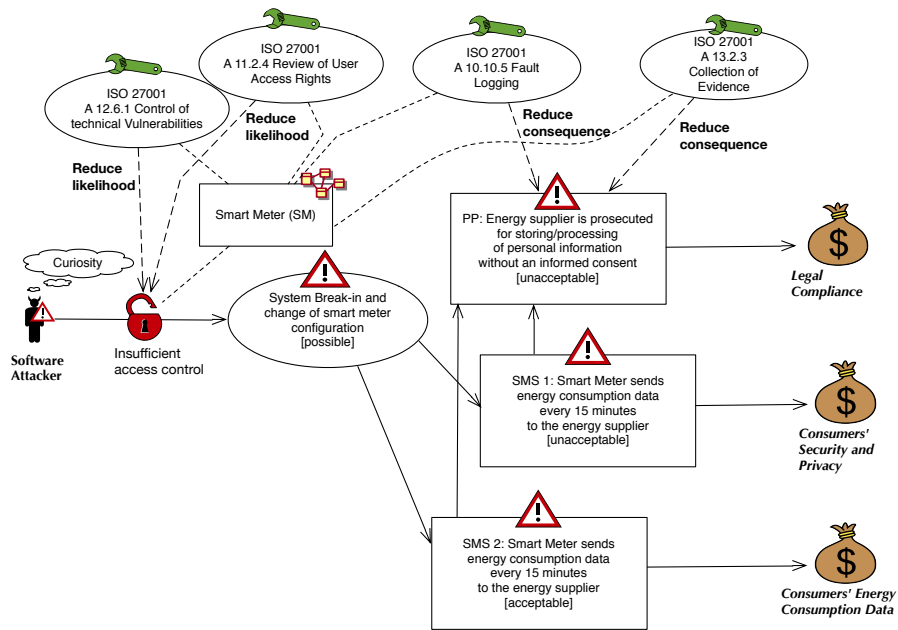 ISO 27001
A 12.6.1 Control of
technical Vulnerabilities
ISO 27001
A 11.2.4 Review of User
Access Rights
ISO 27001
A 10.10.5 Fault
Logging
ISO 27001
A 13.2.3
Collection of
Evidence
Reduce
likelihood
Reduce
likelihood
Reduce
consequence
Reduce
consequence
Smart Meter (SM)
PP: Energy supplier is prosecuted
for storing/processing
of personal information
without an informed consent
[unacceptable]
$
Legal
Compliance
Curiosity
Software
Attacker
Insufficient
access control
System Break-in and
change of smart meter
configuration
[possible]
SMS 1: Smart Meter sends
energy consumption data
every 15 minutes
to the energy supplier
[unacceptable]
$
Consumers'
Security and
Privacy
SMS 2: Smart Meter sends
energy consumption data
every 15 minutes
to the energy supplier
[acceptable]
$
Consumers' Energy
Consumption Data